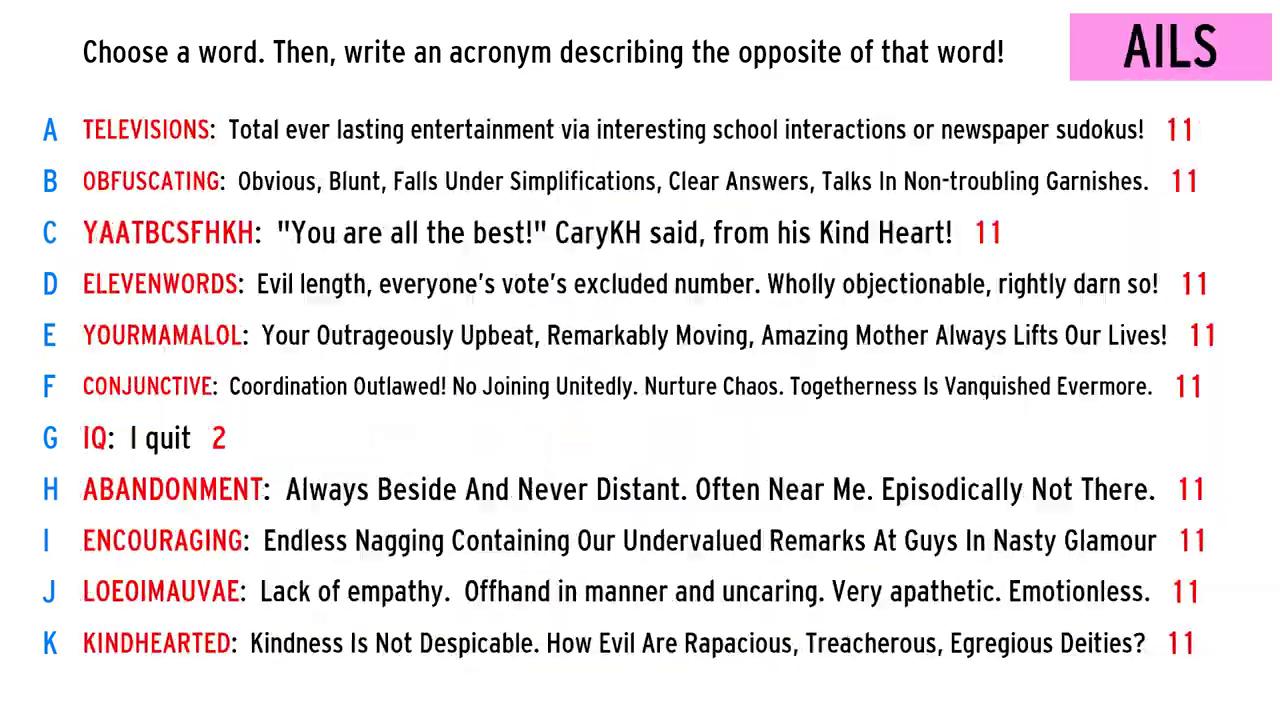 Choose a word. Then, write an acronym describing the opposite of that word!
AILS
A TELEVISIONS: Total ever lasting entertainment via interesting school interactions or newspaper sudokus! 11
B OBFUSCATING: Obvious, Blunt, Falls Under Simplifications, Clear Answers, Talks In Non-troubling Garnishes. 11
C YAATBCSFHKH: "You are all the best!" CaryKH said, from his Kind Heart! 11
D ELEVENWORDS: Evil length, everyone's vote's excluded number. Wholly objectionable, rightly darn so! 11
E YOURMAMALOL: Your Outrageously Upbeat, Remarkably Moving, Amazing Mother Always Lifts Our Lives! 11
F CONJUNCTIVE: Coordination Outlawed! No Joining Unitedly. Nurture Chaos. Togetherness Is Vanquished Evermore. 11
G IQ: I quit 2
H ABANDONMENT: Always Beside And Never Distant. Often Near Me. Episodically Not There. 11
I ENCOURAGING: Endless Nagging Containing Our Undervalued Remarks At Guys In Nasty Glamour 11
J LOEOIMAUVAE: Lack of empathy. Offhand in manner and uncaring. Very apathetic. Emotionless. 11
K KINDHEARTED: Kindness Is Not Despicable. How Evil Are Rapacious, Treacherous, Egregious Deities? 11